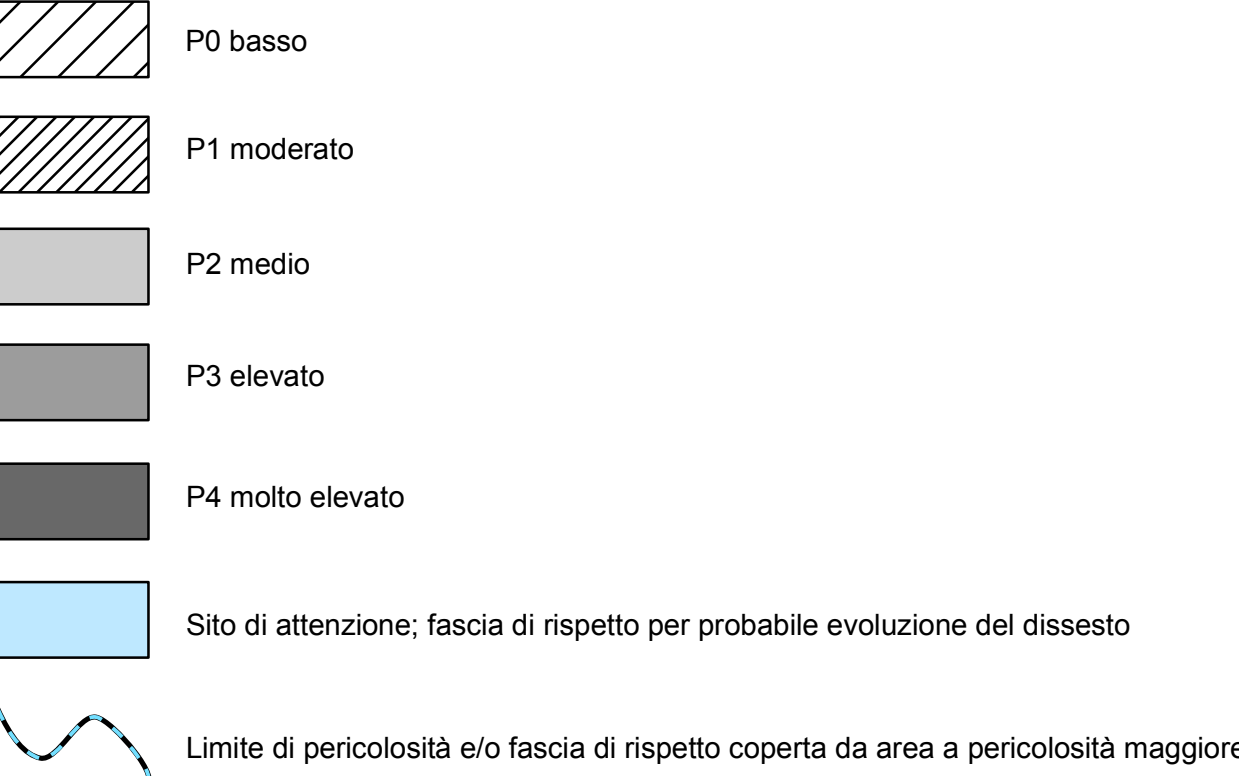 P0 basso
P1 moderato
P2 medio
P3 elevato
P4 molto elevato
Sito di attenzione; fascia di rispetto per probabile evoluzione del dissesto
Limite di pericolosità e/o fascia di rispetto coperta da area a pericolosità maggiore